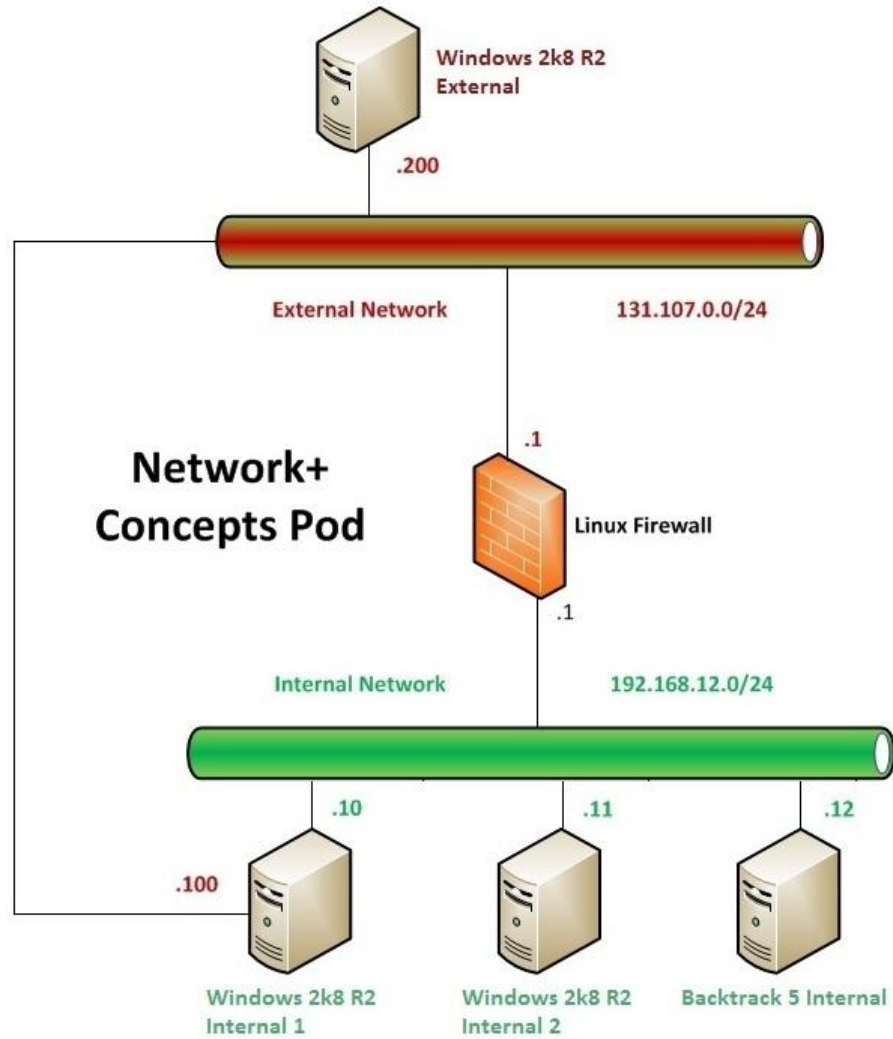 Windows 2k8 R2
External
.200
External Network
131.107.0.0/24
.1
Network+
Concepts Pod
Linux Firewall
.1
Internal Network
192.168.12.0/24
.10
.11
.12
.100
Windows 2k8 R2
Internal 1
Windows 2k8 R2
Internal 2
Backtrack 5 Internal